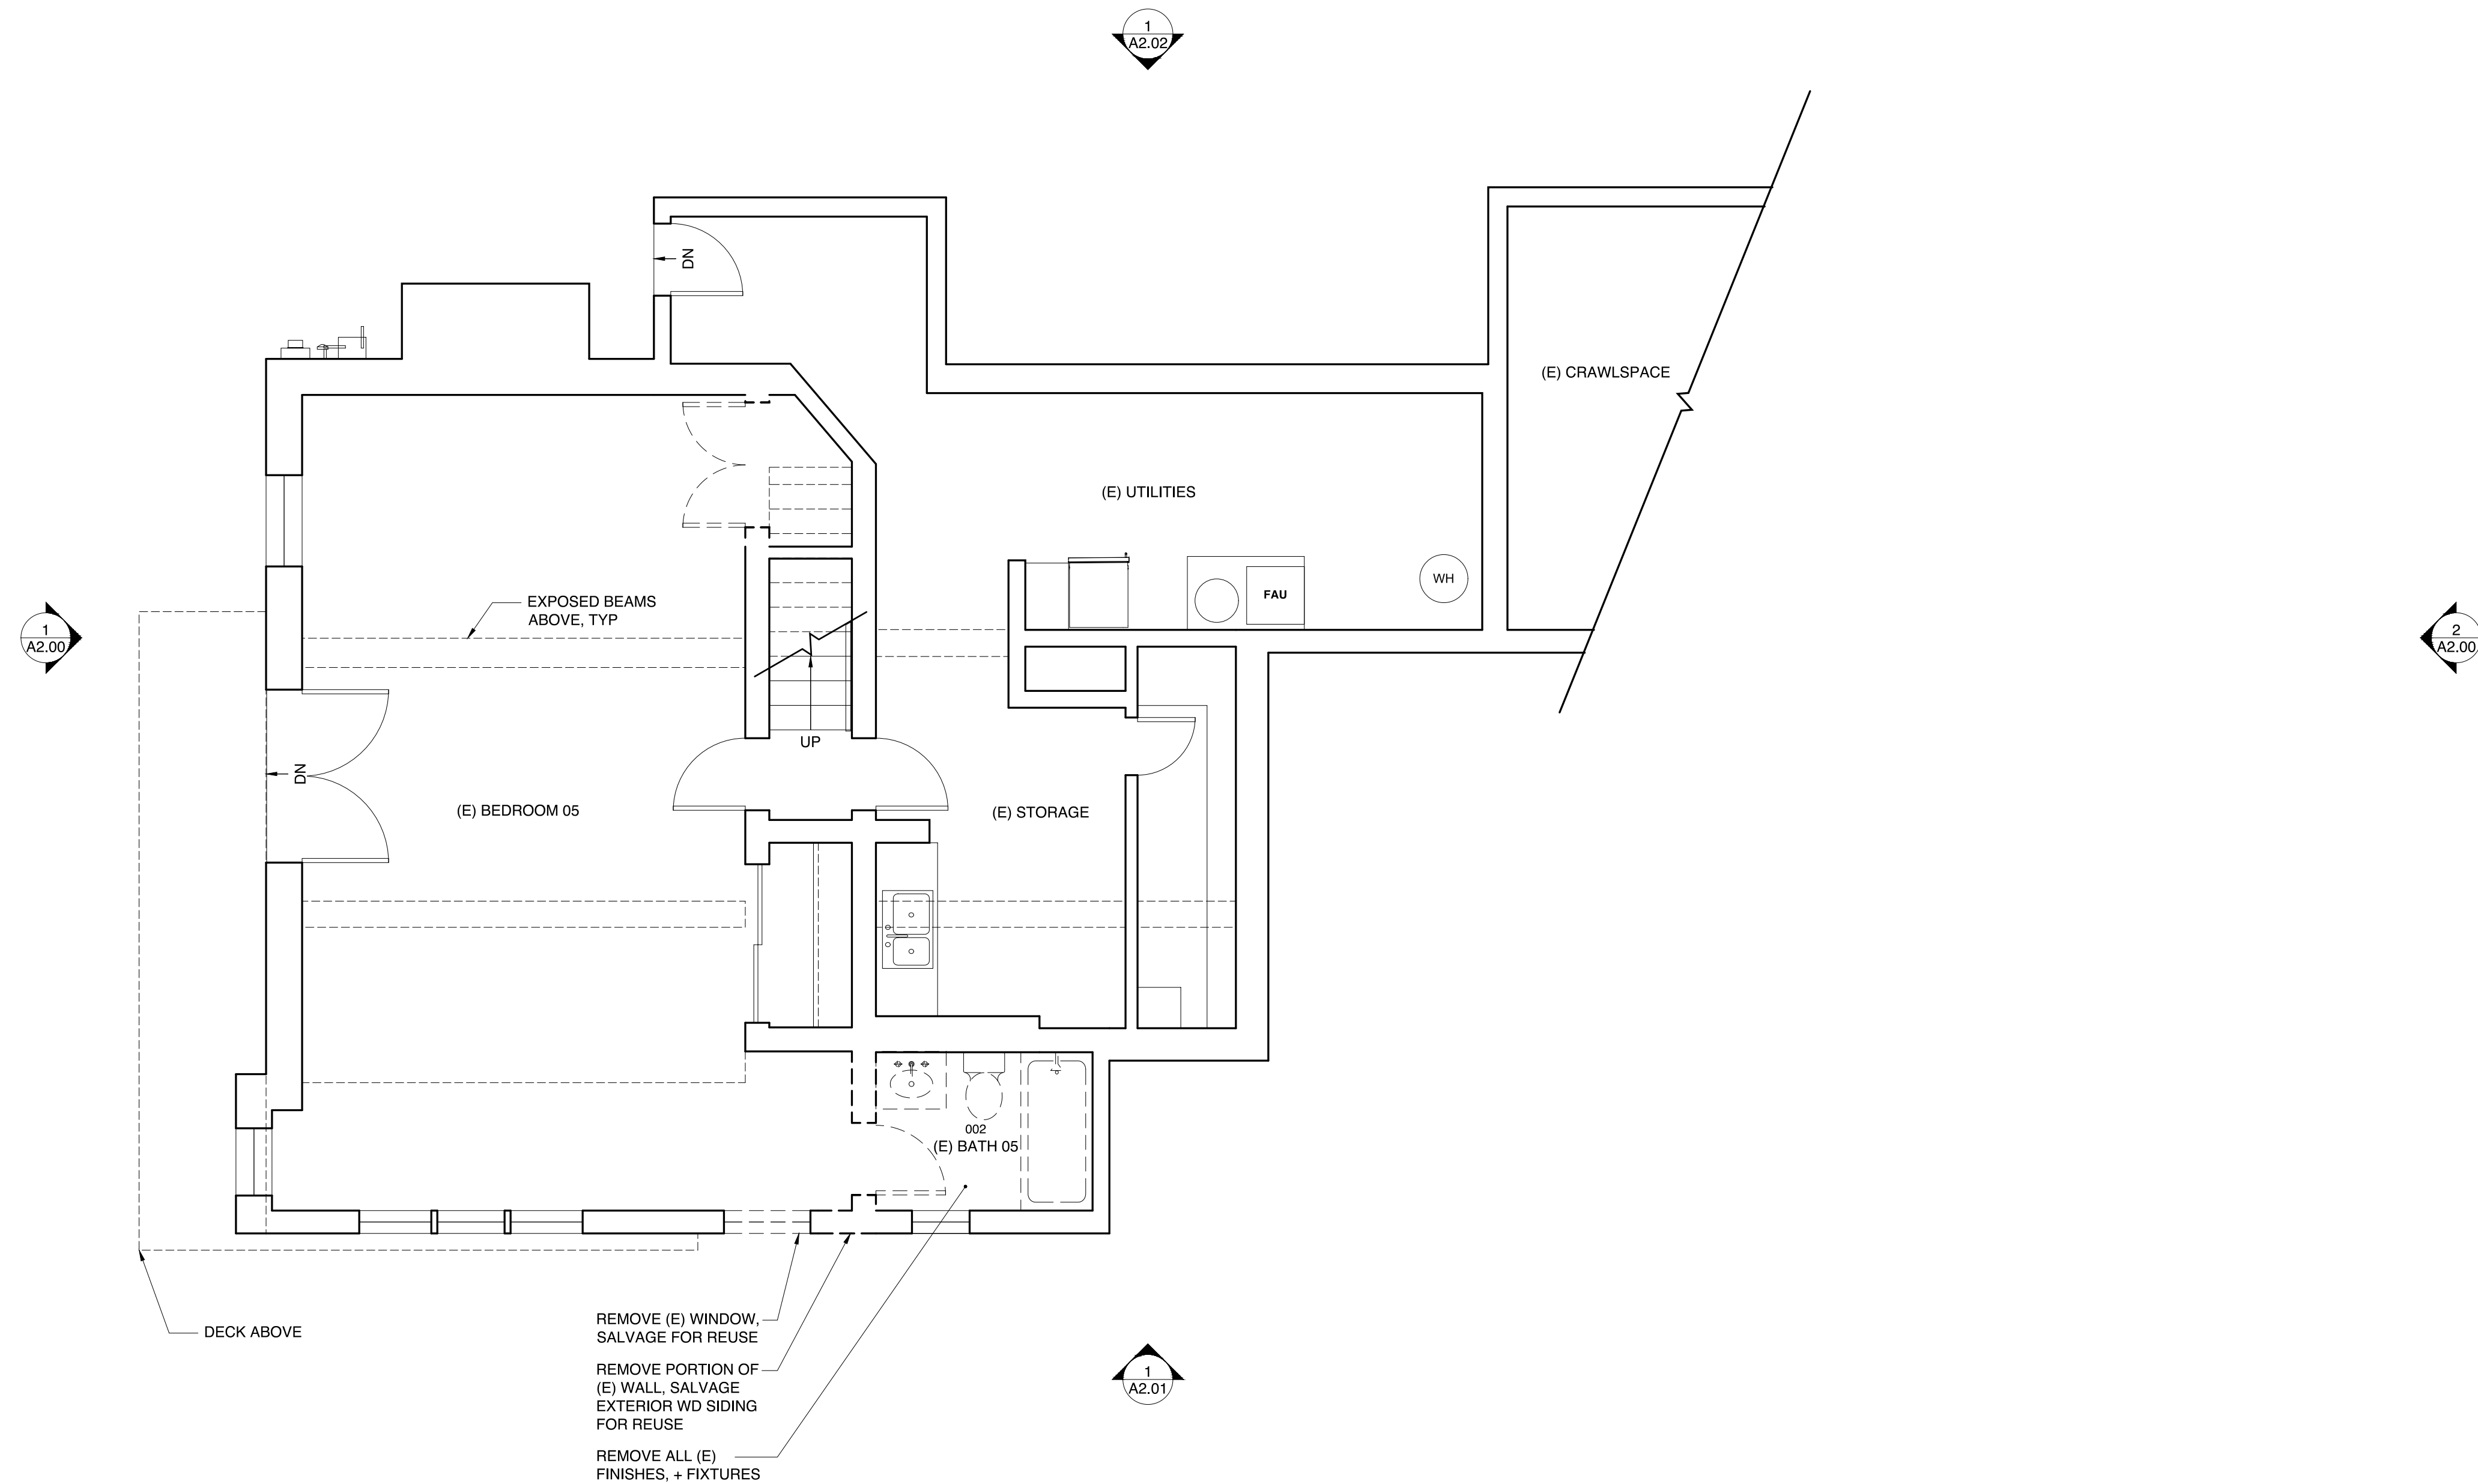 1
A2.02
DN
(E) CRAWLSPACE
(E) UTILITIES
WH
FAU
EXPOSED BEAMS
ABOVE, TYP
1
A2.00
2
A2.00
UP
DN
(E) BEDROOM 05
(E) STORAGE
002
(E) BATH 05
DECK ABOVE
REMOVE (E) WINDOW,
SALVAGE FOR REUSE
REMOVE PORTION OF
(E) WALL, SALVAGE
EXTERIOR WD SIDING
FOR REUSE
REMOVE ALL (E)
FINISHES, + FIXTURES
1
A2.01